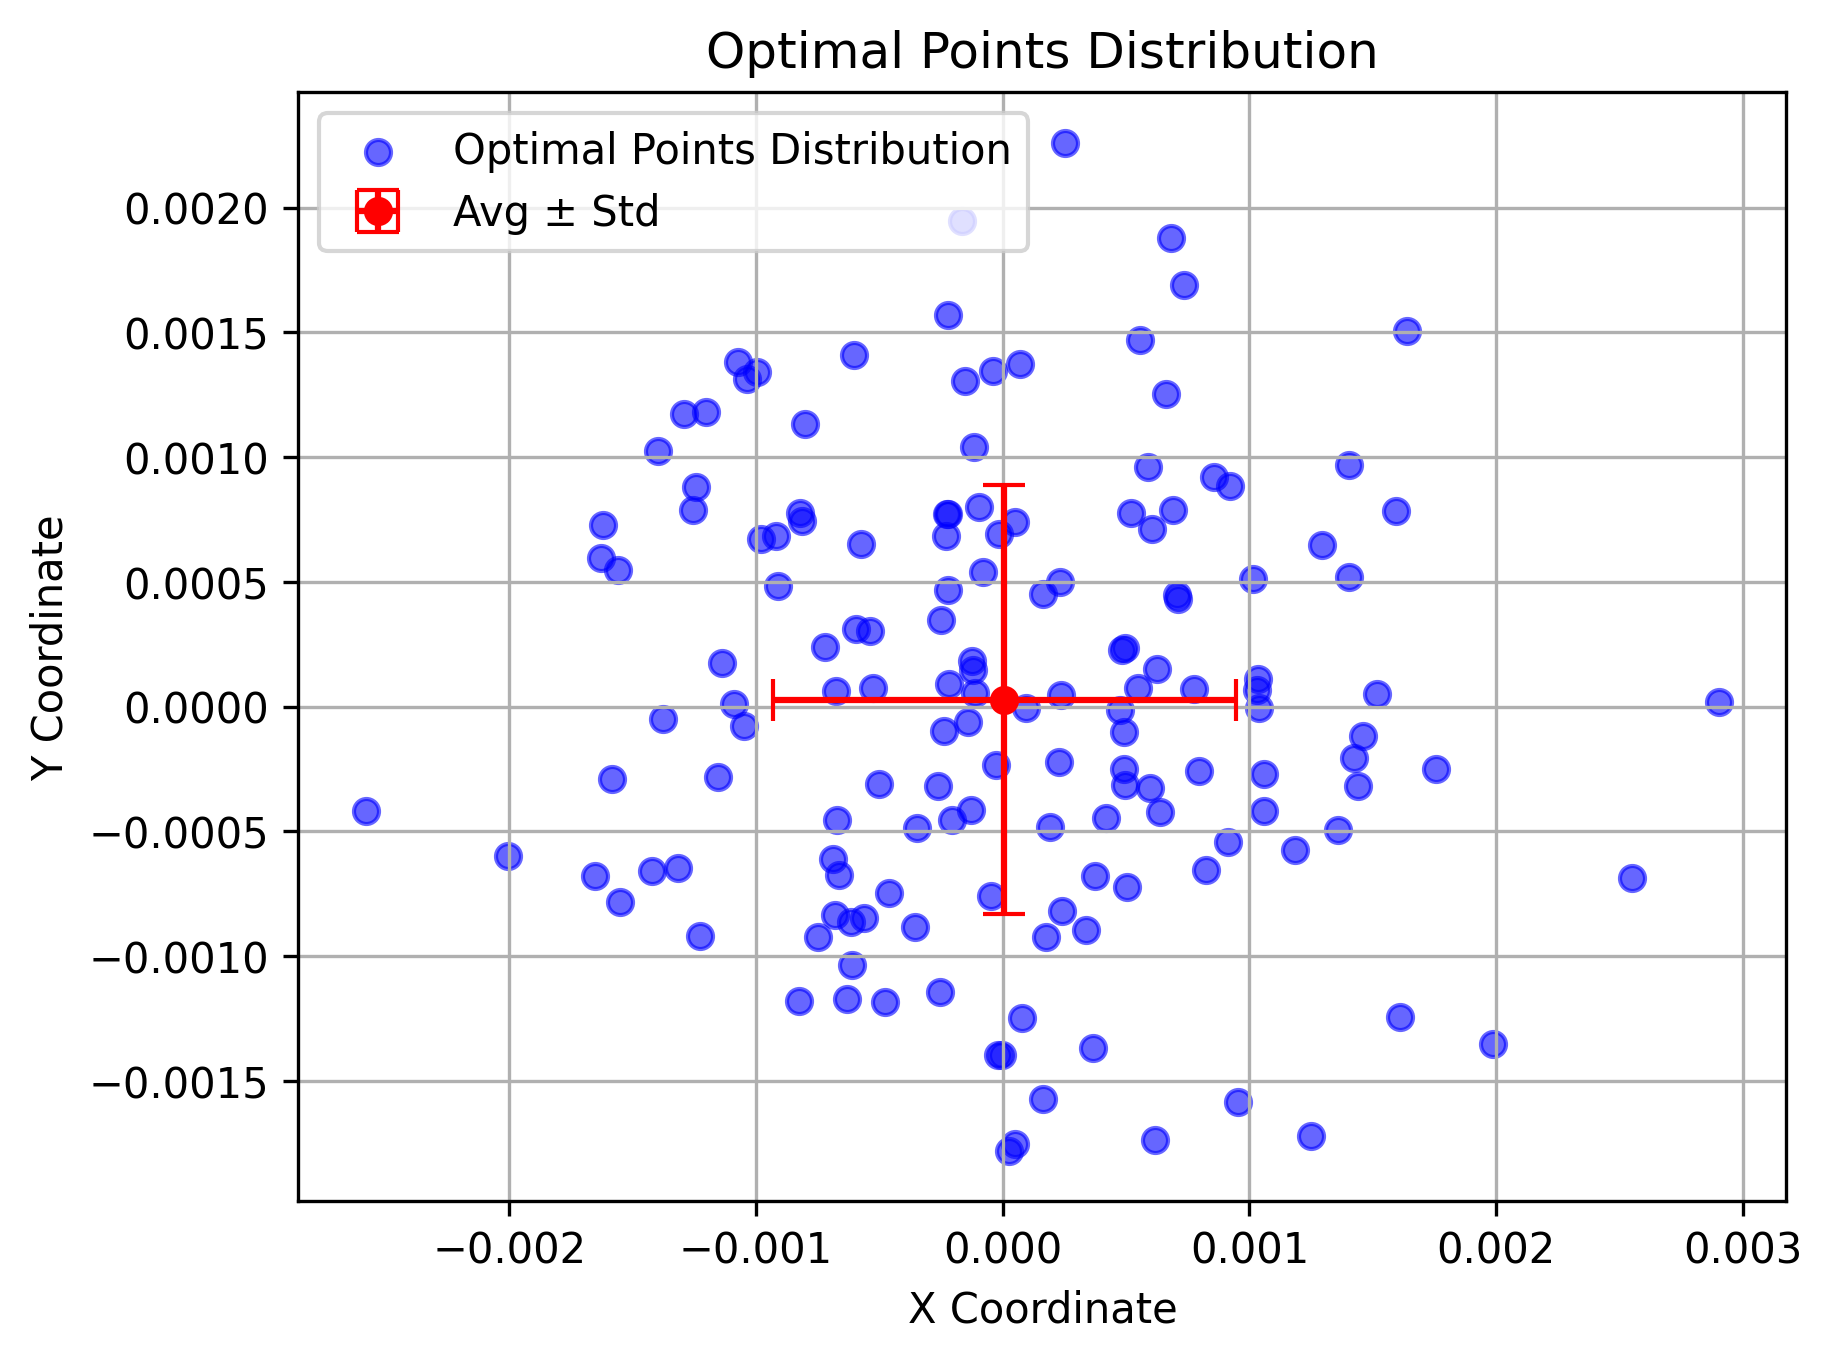 Optimal Points Distribution
Optimal Points Distribution
Avg ± Std
Y Coordinate
0.0020
0.0015
0.0010
0.0005
0.0000
−0.0005
−0.0010
−0.0015
−0.002 −0.001 0.000 0.001 0.002 0.003
X Coordinate